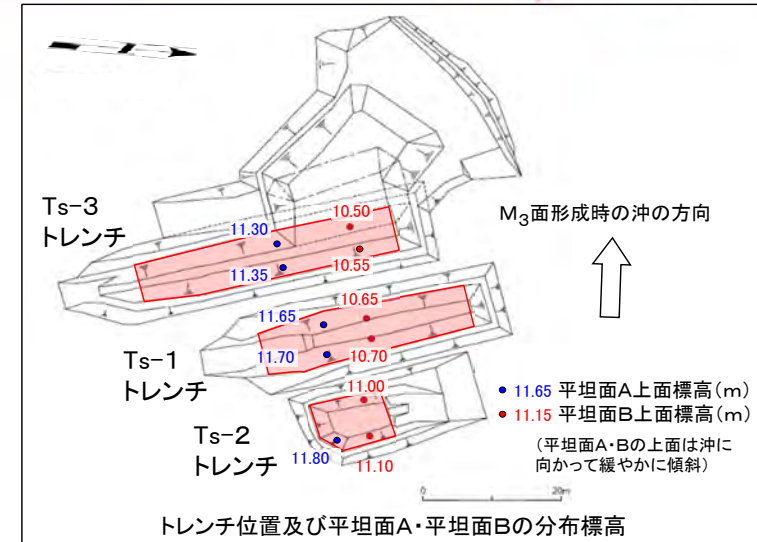 Ts-3
トレンチ
11.30
10.50
11.35
10.55
M3面形成時の沖の方向
Ts-1
トレンチ
11.65
10.65
11.70
10.70
Ts-2
トレンチ
11.00
11.80
11.10
11.65 平坦面A上面標高(m)
11.15 平坦面B上面標高(m)
(平坦面A・Bの上面は沖に
向かって緩やかに傾斜)
0 20m
トレンチ位置及び平坦面A・平坦面Bの分布標高